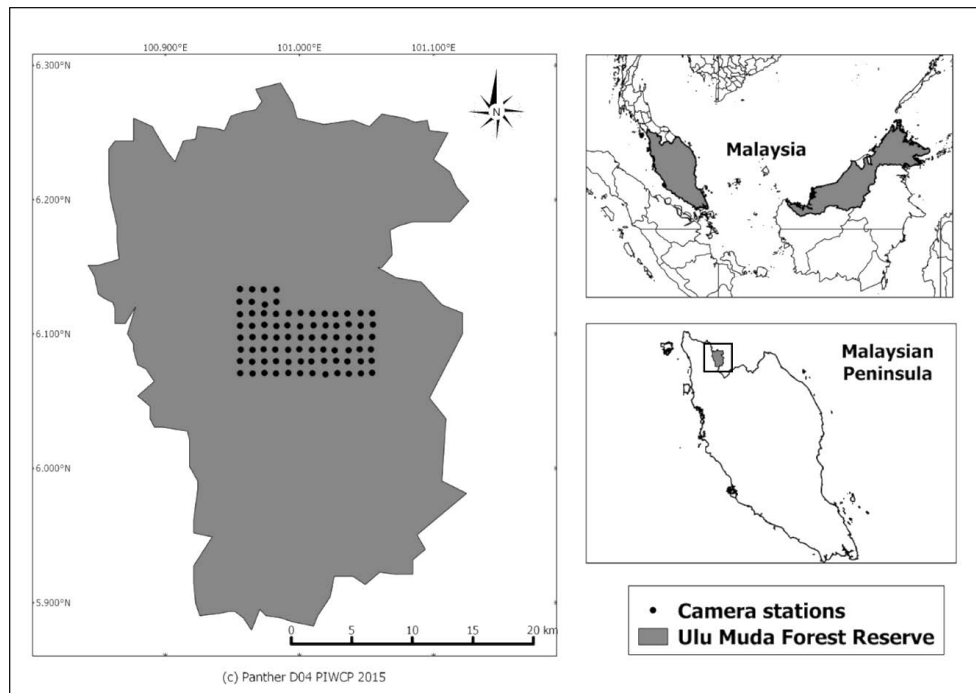 100.900°E 101.000°E 101.100°E
6.300°N
N
6.200°N
6.100°N
6.000°N
5.900°N
0 5 10 15 20 km
(c) Panther D04 PIWCP 2015
Malaysia
Malaysian
Peninsula
Camera stations
Ulu Muda Forest Reserve